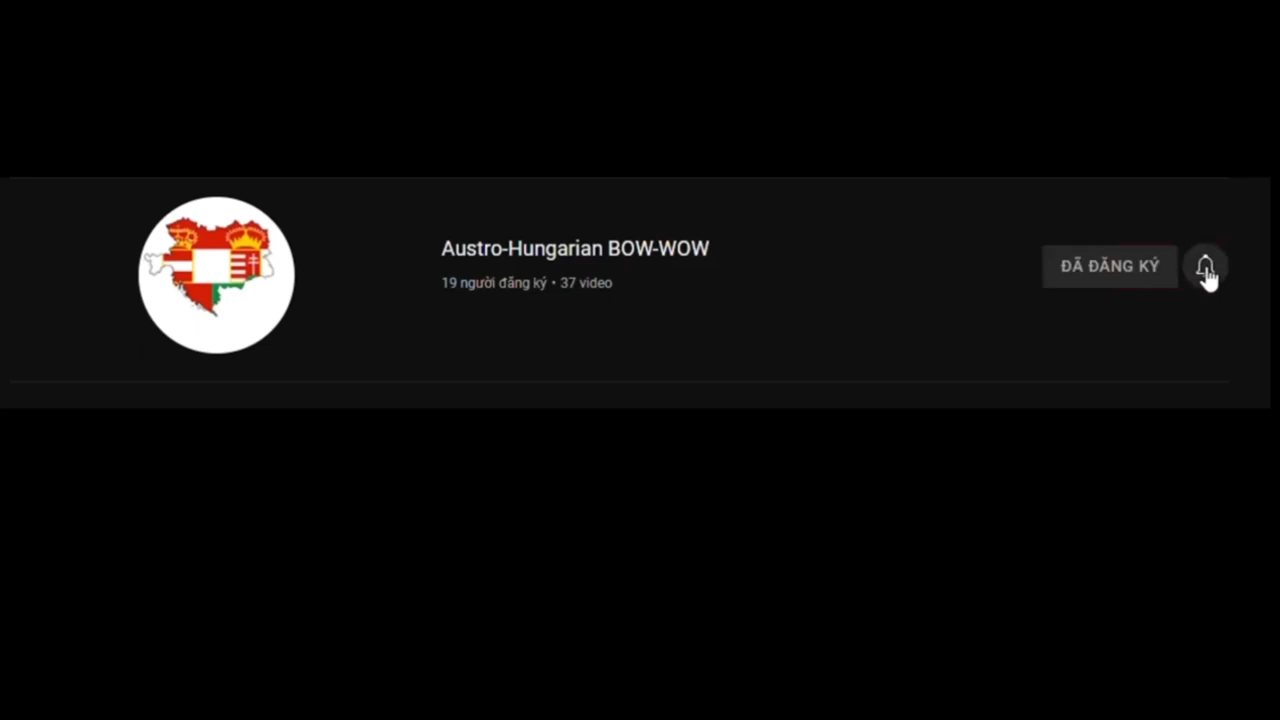 Austro-Hungarian BOW-WOW
19 người đăng ký • 37 video
ĐÃ ĐĂNG KÝ